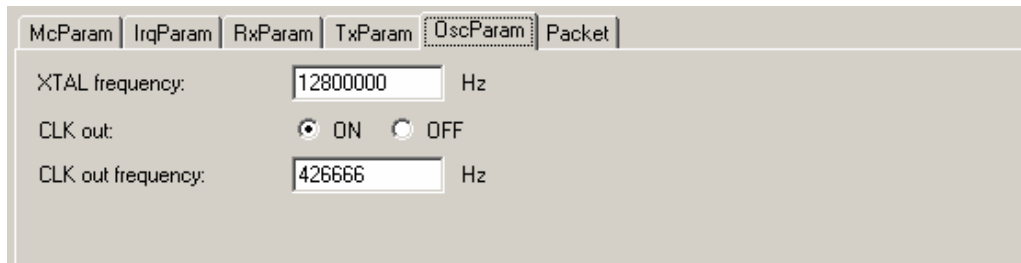 McParam IrqParam RxParam TxParam OscParam Packet
XTAL frequency: 12800000 Hz
CLK out: ON OFF
CLK out frequency: 426666 Hz